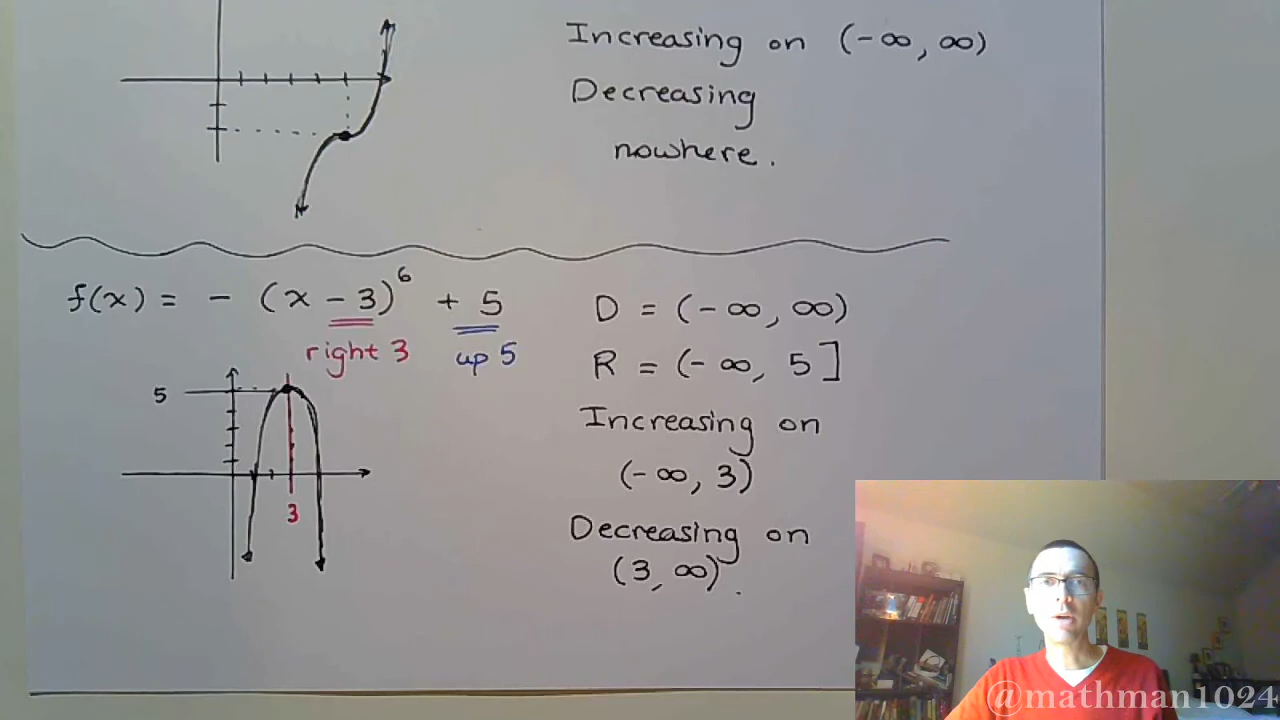 Increasing on (-∞, ∞)
Decreasing
nowhere.
f(x) = - (x - 3)⁶ + 5
right 3
up 5
5
3
D = (-∞, ∞)
R = (-∞, 5]
Increasing on
(-∞, 3)
Decreasing on
(3, ∞).
@mathman1024